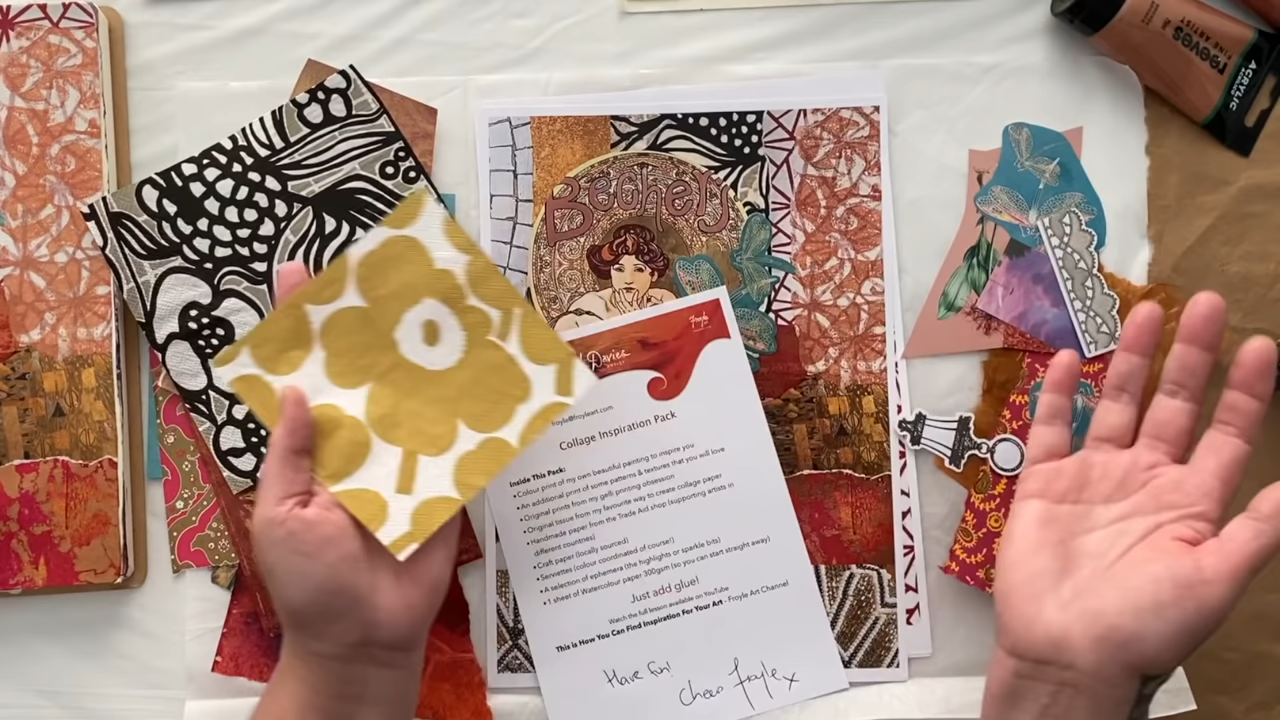 Reeves
FINE ARTIST
ACRYLIC
Bechers
Froyle
Davies
ARTIST
froyle@froyleart.com
Collage Inspiration Pack
Inside This Pack:
• Colour print of my own beautiful painting to inspire you
• An additional print of some patterns & textures that you will love
• Original prints from my gelli printing obsession
• Original tissue from my favourite way to create collage paper
• Handmade paper from the Trade Aid shop (supporting artists in
different countries)
• Craft paper (locally sourced)
• Serviettes (colour coordinated of course!)
• A selection of ephemera (the highlights or sparkle bits)
• 1 sheet of Watercolour paper 300gsm (so you can start straight away)
Just add glue!
Watch the full lesson available on YouTube
This is How You Can Find Inspiration For Your Art - Froyle Art Channel
Have fun!
Cheers Froyle x